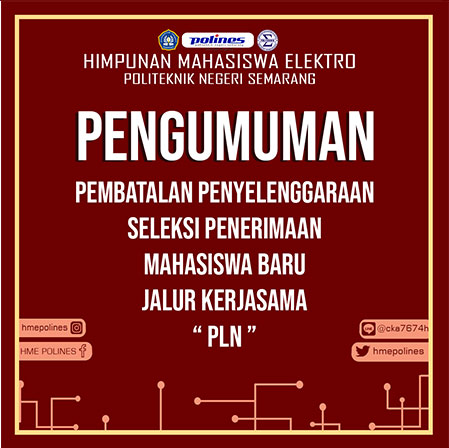 polines
HIMPUNAN MAHASISWA ELEKTRO
POLITEKNIK NEGERI SEMARANG
PENGUMUMAN
PEMBATALAN PENYELENGGARAAN
SELEKSI PENERIMAAN
MAHASISWA BARU
JALUR KERJASAMA
“ PLN ”
hmepolines
@cka7674h
HME POLINES
hmepolines